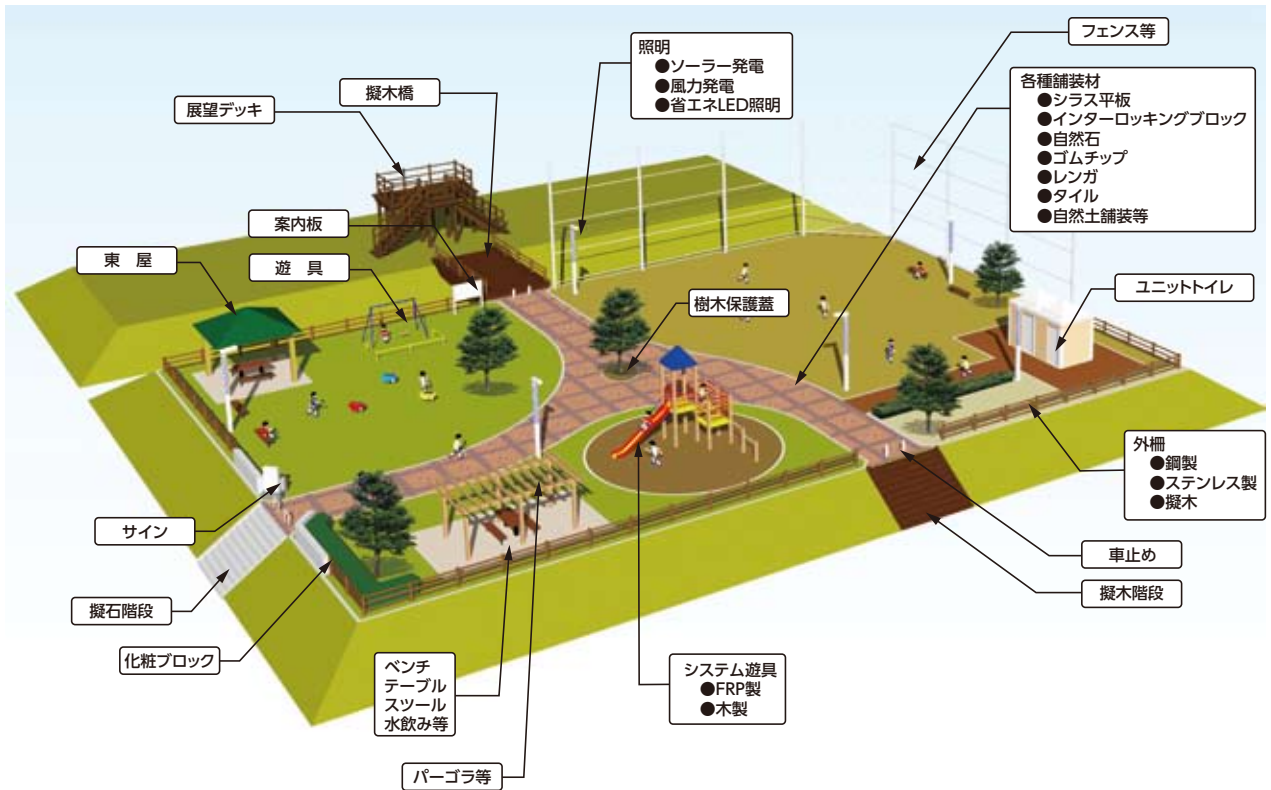 フェンス等
照明
●ソーラー発電
●風力発電
●省エネLED照明
各種舗装材
●シラス平板
●インターロッキングブロック
●自然石
●ゴムチップ
●レンガ
●タイル
●自然土舗装等
擬木橋
展望デッキ
案内板
東　屋
遊　具
樹木保護蓋
ユニットトイレ
外柵
●鋼製
●ステンレス製
●擬木
サイン
車止め
擬石階段
擬木階段
化粧ブロック
ベンチ
テーブル
スツール
水飲み等
システム遊具
●FRP製
●木製
パーゴラ等